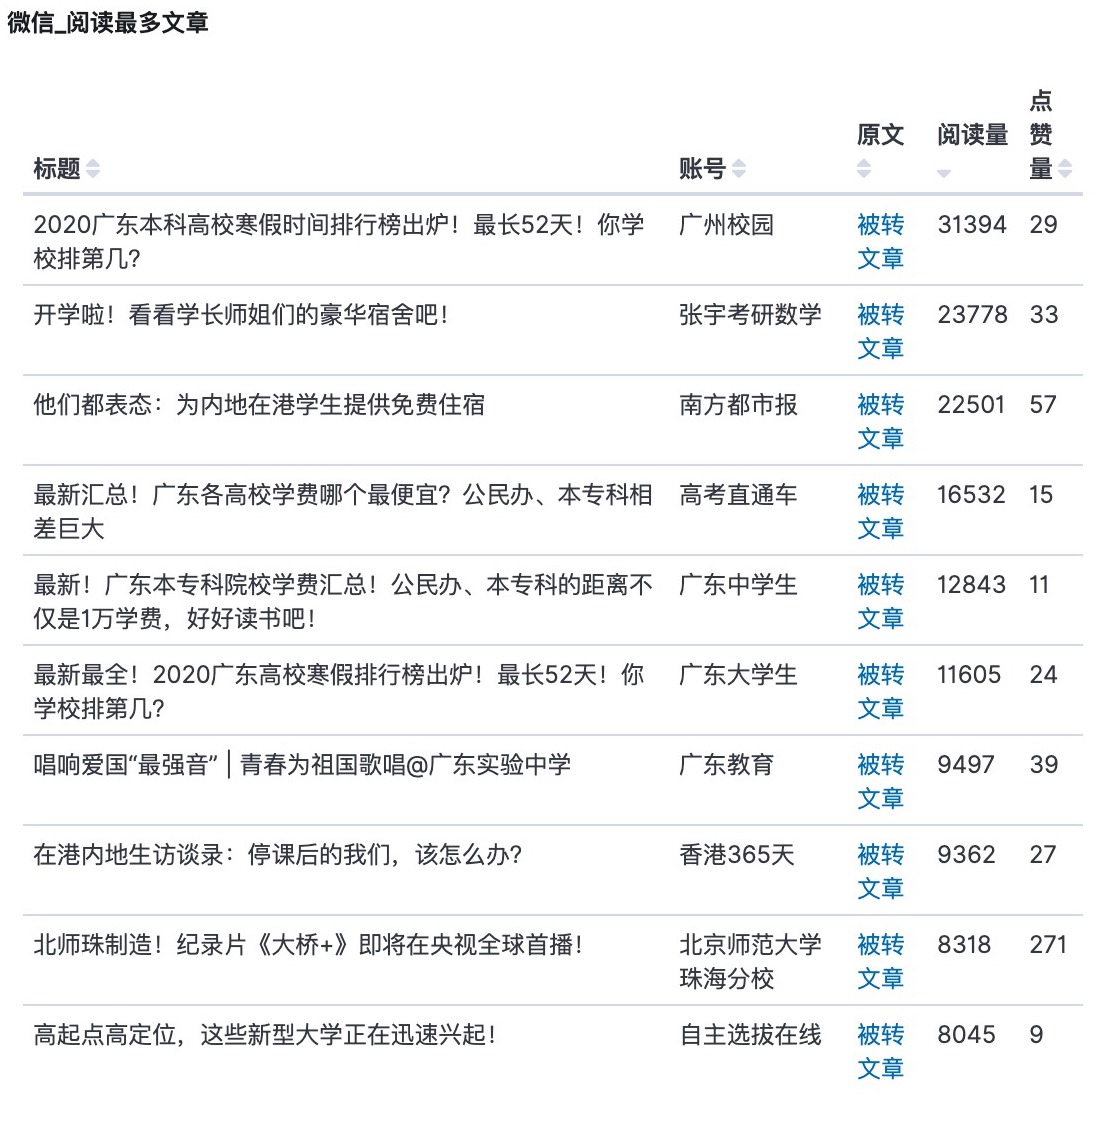 微信_阅读最多文章
点
赞
量
原文
阅读量
标题
账号
2020广东本科高校寒假时间排行榜出炉！最长52天！你学 广州校园 被转 31394 29
校排第几？ 文章
开学啦！看看学长师姐们的豪华宿舍吧！ 张宇考研数学 被转 23778 33
文章
他们都表态：为内地在港学生提供免费住宿 南方都市报 被转 22501 57
文章
最新汇总！广东各高校学费哪个最便宜？公民办、本专科相 高考直通车 被转 16532 15
差巨大 文章
最新！广东本专科院校学费汇总！公民办、本专科的距离不 广东中学生 被转 12843 11
仅是1万学费，好好读书吧！ 文章
最新最全！2020广东高校寒假排行榜出炉！最长52天！你 广东大学生 被转 11605 24
学校排第几？ 文章
唱响爱国“最强音” | 青春为祖国歌唱@广东实验中学 广东教育 被转 9497 39
文章
在港内地生访谈录：停课后的我们，该怎么办？ 香港365天 被转 9362 27
文章
北师珠制造！纪录片《大桥+》即将在央视全球首播！ 北京师范大学 被转 8318 271
珠海分校 文章
高起点高定位，这些新型大学正在迅速兴起！ 自主选拔在线 被转 8045 9
文章